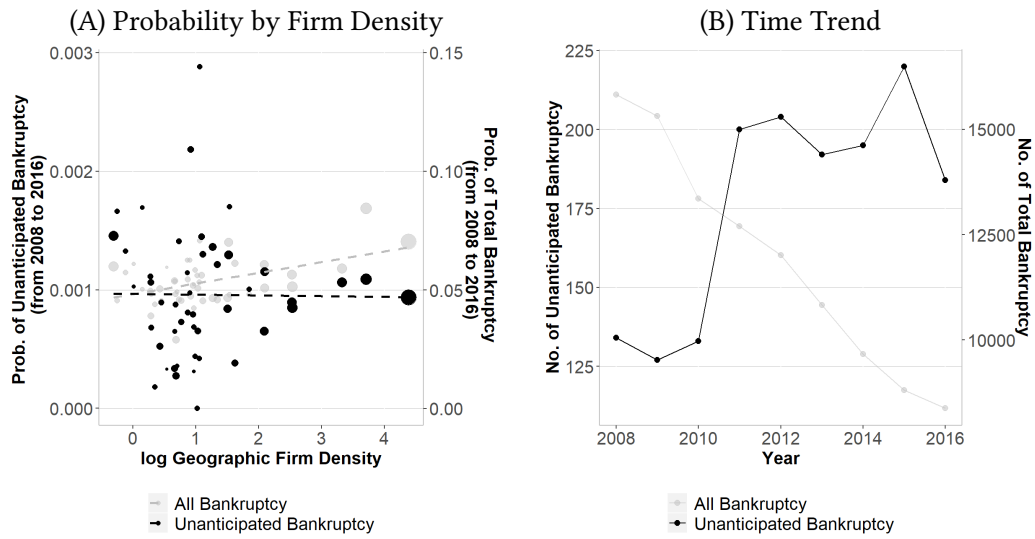 (A) Probability by Firm Density
0.003
0.002
0.001
0.000
Prob. of Unanticipated Bankruptcy
(from 2008 to 2016)
0.15
0.10
0.05
0.00
Prob. of Total Bankruptcy
(from 2008 to 2016)
0 1 2 3 4
log Geographic Firm Density
All Bankruptcy
Unanticipated Bankruptcy
(B) Time Trend
225
200
175
150
125
No. of Unanticipated Bankruptcy
15000
12500
10000
No. of Total Bankruptcy
2008 2010 2012 2014 2016
Year
All Bankruptcy
Unanticipated Bankruptcy